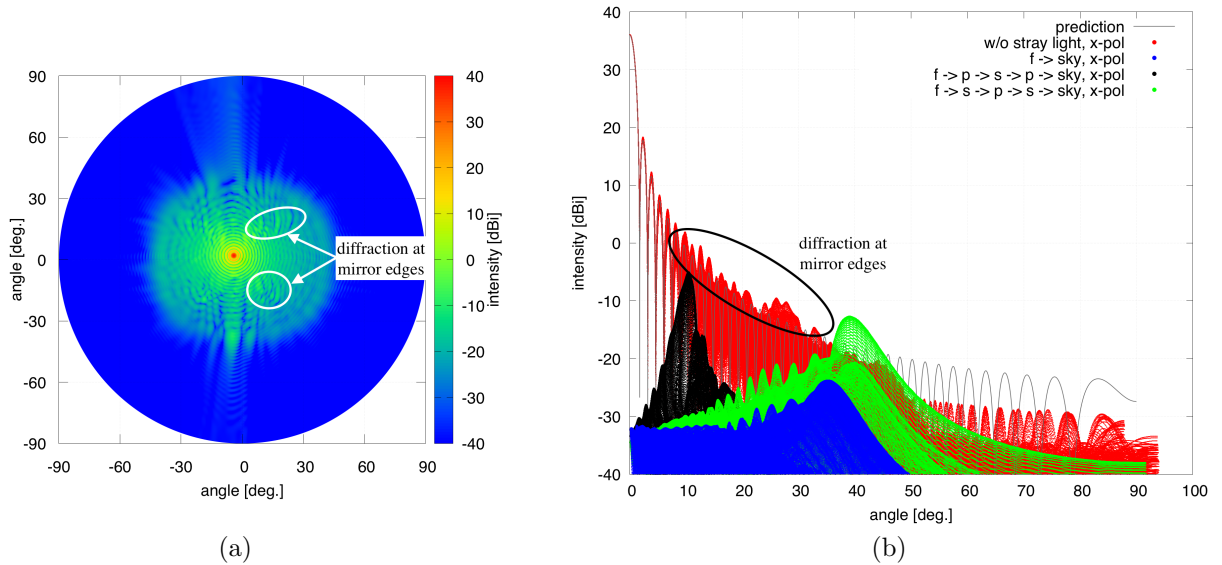 90
60
30
0
-30
-60
-90
-90
-30
0
30
90
angle [deg.]
angle [deg.]
40
30
20
10
0
-10
-20
-30
-40
intensity [dBi]
diffraction at
mirror edges
(a)
40
30
20
10
0
-10
-20
-30
-40
0
10
20
30
40
50
60
70
80
90
100
intensity [dBi]
angle [deg.]
prediction
w/o stray light, x-pol
f -> sky, x-pol
f -> p -> s -> p -> sky, x-pol
f -> s -> p -> s -> sky, x-pol
diffraction at
mirror edges
(b)